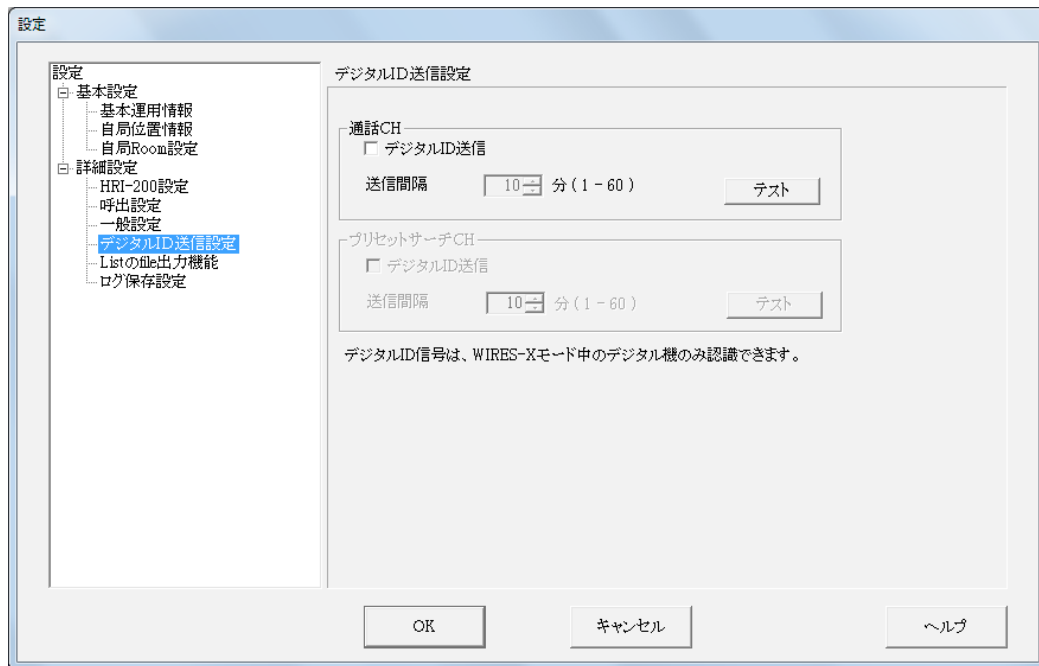 設定
設定
基本設定
基本運用情報
自局位置情報
自局Room設定
詳細設定
HRI-200設定
呼出設定
一般設定
デジタルID送信設定
Listのfile出力機能
ログ保存設定
デジタルID送信設定
通話CH
デジタルID送信
送信間隔 10 分 ( 1 - 60 ) テスト
プリセットサーチCH
デジタルID送信
送信間隔 10 分 ( 1 - 60 ) テスト
デジタルID信号は、WIRES-Xモード中のデジタル機のみ認識できます。
OK キャンセル ヘルプ